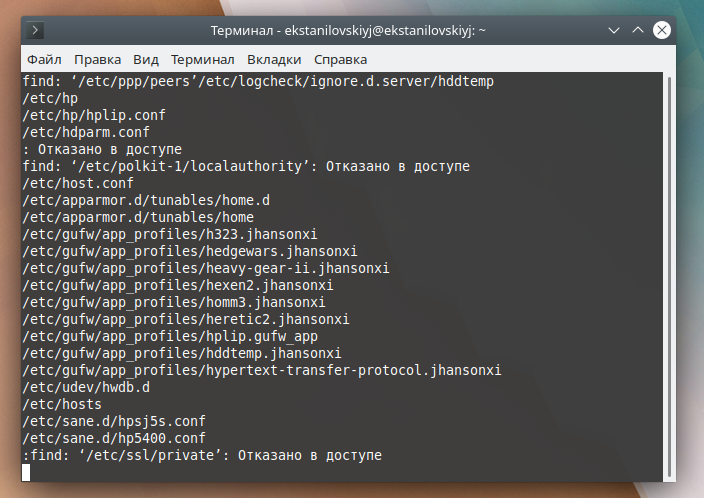 Терминал - ekstanilovskiyj@ekstanilovskiyj: ~
Файл Правка Вид Терминал Вкладки Справка
find: ‘/etc/ppp/peers’/etc/logcheck/ignore.d.server/hddtemp
/etc/hp
/etc/hp/hplip.conf
/etc/hdparm.conf
: Отказано в доступе
find: ‘/etc/polkit-1/localauthority’: Отказано в доступе
/etc/host.conf
/etc/apparmor.d/tunables/home.d
/etc/apparmor.d/tunables/home
/etc/gufw/app_profiles/h323.jhansonxi
/etc/gufw/app_profiles/hedgewars.jhansonxi
/etc/gufw/app_profiles/heavy-gear-ii.jhansonxi
/etc/gufw/app_profiles/hexen2.jhansonxi
/etc/gufw/app_profiles/homm3.jhansonxi
/etc/gufw/app_profiles/heretic2.jhansonxi
/etc/gufw/app_profiles/hplip.gufw_app
/etc/gufw/app_profiles/hddtemp.jhansonxi
/etc/gufw/app_profiles/hypertext-transfer-protocol.jhansonxi
/etc/udev/hwdb.d
/etc/hosts
/etc/sane.d/hpsj5s.conf
/etc/sane.d/hp5400.conf
:find: ‘/etc/ssl/private’: Отказано в доступе